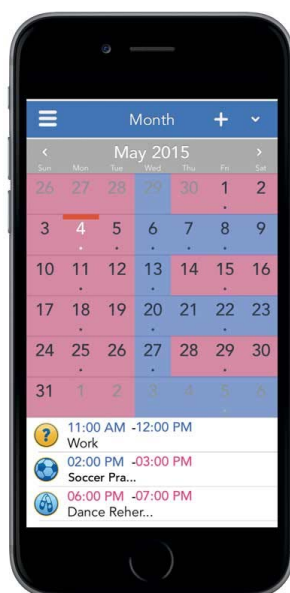 Month
May 2015
Sun Mon Tue Wed Thu Fri Sat
26 27 28 29 30 1 2
3 4 5 6 7 8 9
10 11 12 13 14 15 16
17 18 19 20 21 22 23
24 25 26 27 28 29 30
31 1 2 3 4 5 6
11:00 AM -12:00 PM
Work
02:00 PM -03:00 PM
Soccer Pra...
06:00 PM -07:00 PM
Dance Reher...